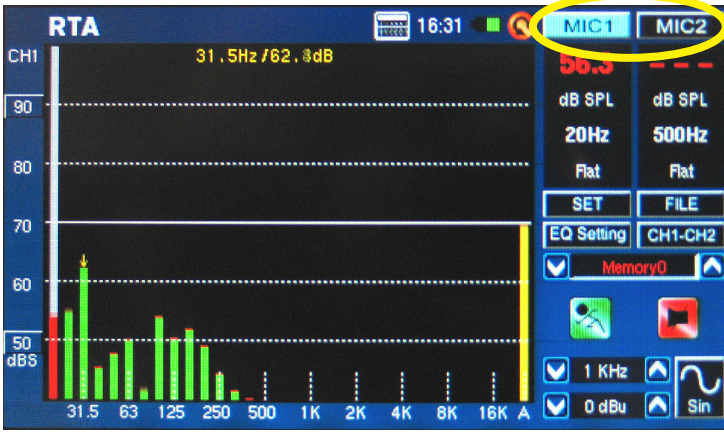 RTA 16:31 MIC1 MIC2
CH1 31.5Hz/62. dB 56.3 ---
dB SPL dB SPL
90
20Hz 500Hz
80 Flat Flat
SET FILE
70 EQ Setting CH1-CH2
Memory0
60
50
dBS 1 KHz
31.5 63 125 250 500 1K 2K 4K 8K 16K A 0 dBu Sin